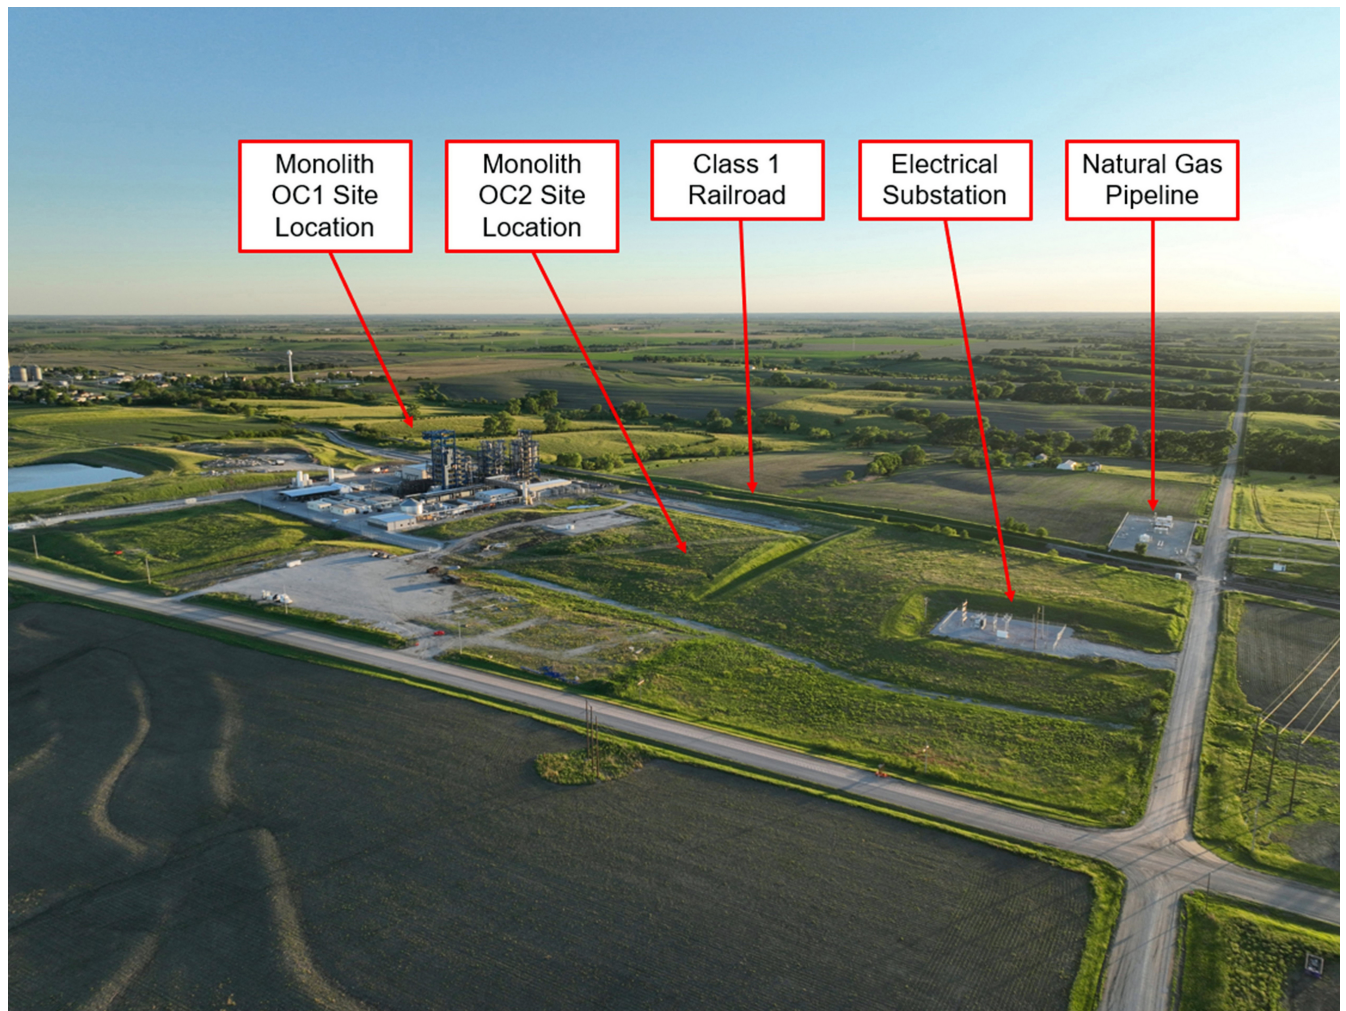 Monolith
OC1 Site
Location
Monolith
OC2 Site
Location
Class 1
Railroad
Electrical
Substation
Natural Gas
Pipeline